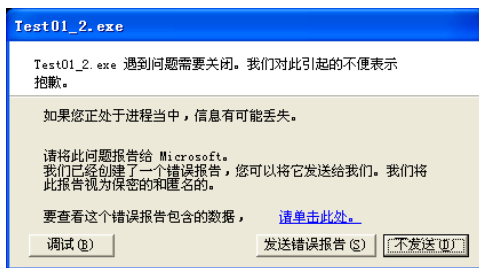 Test01_2.exe
Test01_2.exe 遇到问题需要关闭。我们对此引起的不便表示
抱歉。
如果您正处于进程当中，信息有可能丢失。
请将此问题报告给 Microsoft。
我们已经创建了一个错误报告，您可以将它发送给我们。我们将
此报告视为保密的和匿名的。
要查看这个错误报告包含的数据， 请单击此处。
调试(B) 发送错误报告(S) 不发送(D)